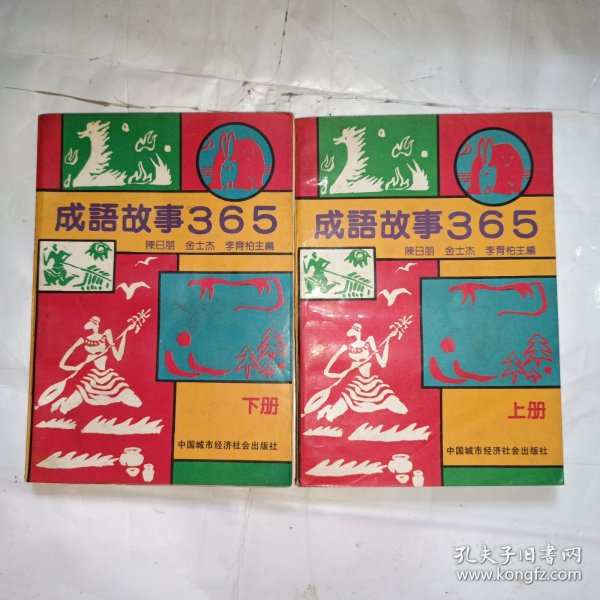 成語故事365
陳日朋 金士杰 李育柏主編
下册
中国城市经济社会出版社
成語故事365
陳日朋 金士杰 李育柏主編
上册
中国城市经济社会出版社
孔夫子旧书网
www.kongfz.com